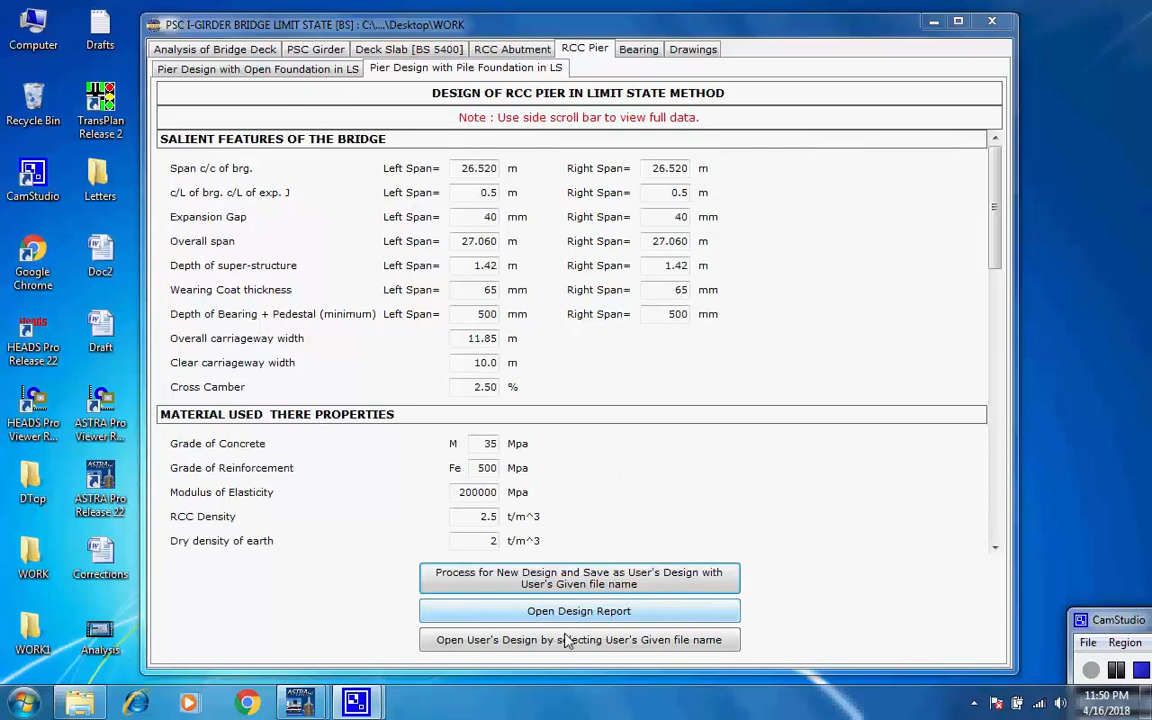 PSC I-GIRDER BRIDGE LIMIT STATE [BS] : C:\...\Desktop\WORK
Analysis of Bridge Deck PSC Girder Deck Slab [BS 5400] RCC Abutment RCC Pier Bearing Drawings
Pier Design with Open Foundation in LS Pier Design with Pile Foundation in LS
DESIGN OF RCC PIER IN LIMIT STATE METHOD
Note : Use side scroll bar to view full data.
SALIENT FEATURES OF THE BRIDGE
Span c/c of brg. Left Span= 26.520 m Right Span= 26.520 m
c/L of brg. c/L of exp. J Left Span= 0.5 m Right Span= 0.5 m
Expansion Gap Left Span= 40 mm Right Span= 40 mm
Overall span Left Span= 27.060 m Right Span= 27.060 m
Depth of super-structure Left Span= 1.42 m Right Span= 1.42 m
Wearing Coat thickness Left Span= 65 mm Right Span= 65 mm
Depth of Bearing + Pedestal (minimum) Left Span= 500 mm Right Span= 500 mm
Overall carriageway width 11.85 m
Clear carriageway width 10.0 m
Cross Camber 2.50 %
MATERIAL USED THERE PROPERTIES
Grade of Concrete M 35 Mpa
Grade of Reinforcement Fe 500 Mpa
Modulus of Elasticity 200000 Mpa
RCC Density 2.5 t/m^3
Dry density of earth 2 t/m^3
Process for New Design and Save as User's Design with
User's Given file name
Open Design Report
Open User's Design by selecting User's Given file name
Computer Drafts
Recycle Bin TransPlan
Release 2
CamStudio Letters
Google
Chrome
Doc2
HEADS Pro
Release 22
Draft
HEADS Pro
Viewer R...
ASTRA Pro
Viewer R...
DTop ASTRA Pro
Release 22
WORK Corrections
WORK1 Analysis
CamStudio
File Region
11:50 PM
4/16/2018